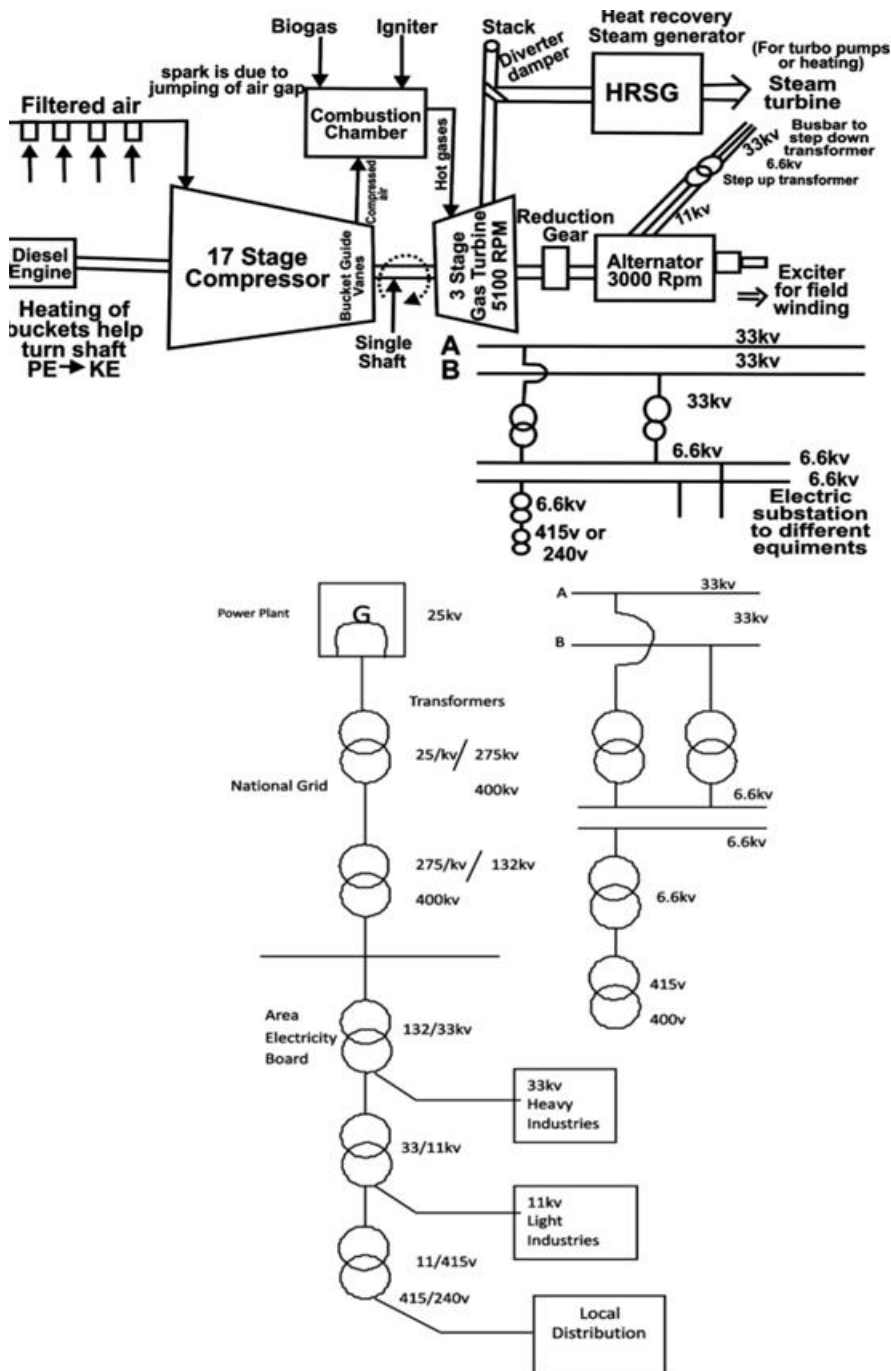 Biogas
Igniter
Stack
Diverter
damper
Heat recovery
Steam generator
(For turbo pumps
or heating)
spark is due to
jumping of air gap
Combustion
Chamber
HRSG
Steam
turbine
Filtered air
Hot gases
33kv
Busbar to
step down
transformer
6.6kv
Step up transformer
11kv
Compressed
air
Diesel
Engine
17 Stage
Compressor
Bucket Guide
Vanes
3 Stage
Gas Turbine
5100 RPM
Reduction
Gear
Alternator
3000 Rpm
Exciter
for field
winding
Heating of
buckets help
turn shaft
PE → KE
Single
Shaft
A
33kv
B
33kv
33kv
6.6kv
6.6kv
6.6kv
6.6kv
415v or
240v
Electric
substation
to different
equiments
Power Plant
G
25kv
A
33kv
33kv
B
Transformers
25/kv/ 275kv
400kv
National Grid
6.6kv
6.6kv
275/kv/ 132kv
400kv
6.6kv
415v
400v
Area
Electricity
Board
132/33kv
33kv
Heavy
Industries
33/11kv
11kv
Light
Industries
11/415v
415/240v
Local
Distribution